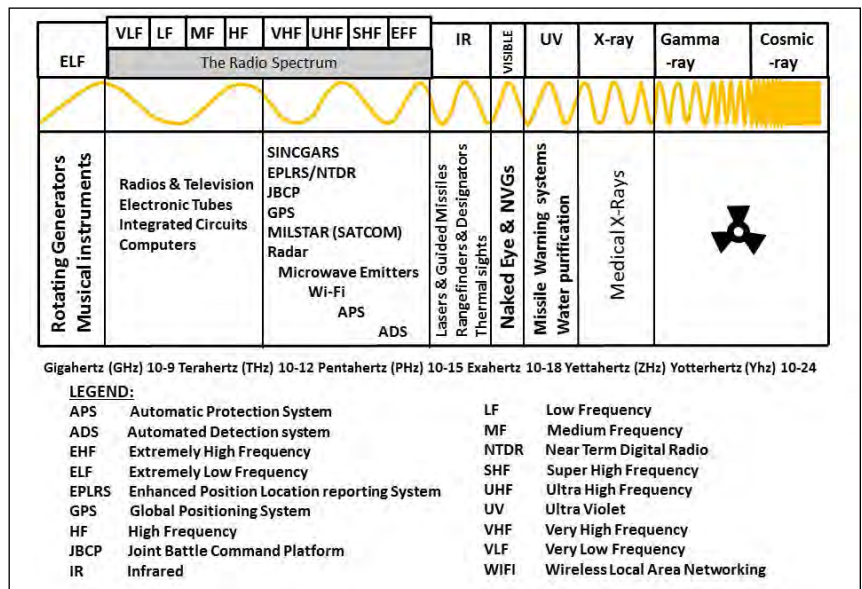 VLF LF MF HF VHF UHF SHF EFF
ELF
The Radio Spectrum
IR
VISIBLE
UV
X-ray
Gamma
-ray
Cosmic
-ray
Rotating Generators
Musical instruments
Radios & Television
Electronic Tubes
Integrated Circuits
Computers
SINCGARS
EPLRS/NTDR
JBCP
GPS
MILSTAR (SATCOM)
Radar
Microwave Emitters
Wi-Fi
APS
ADS
Lasers & Guided Missiles
Rangefinders & Designators
Thermal sights
Naked Eye & NVGs
Missile Warning systems
Water purification
Medical X-Rays
Gigahertz (GHz) 10-9 Terahertz (THz) 10-12 Pentahertz (PHz) 10-15 Exahertz 10-18 Yettahertz (ZHz) Yotterhertz (Yhz) 10-24
LEGEND:
APS Automatic Protection System
ADS Automated Detection system
EHF Extremely High Frequency
ELF Extremely Low Frequency
EPLRS Enhanced Position Location reporting System
GPS Global Positioning System
HF High Frequency
JBCP Joint Battle Command Platform
IR Infrared
LF Low Frequency
MF Medium Frequency
NTDR Near Term Digital Radio
SHF Super High Frequency
UHF Ultra High Frequency
UV Ultra Violet
VHF Very High Frequency
VLF Very Low Frequency
WIFI Wireless Local Area Networking